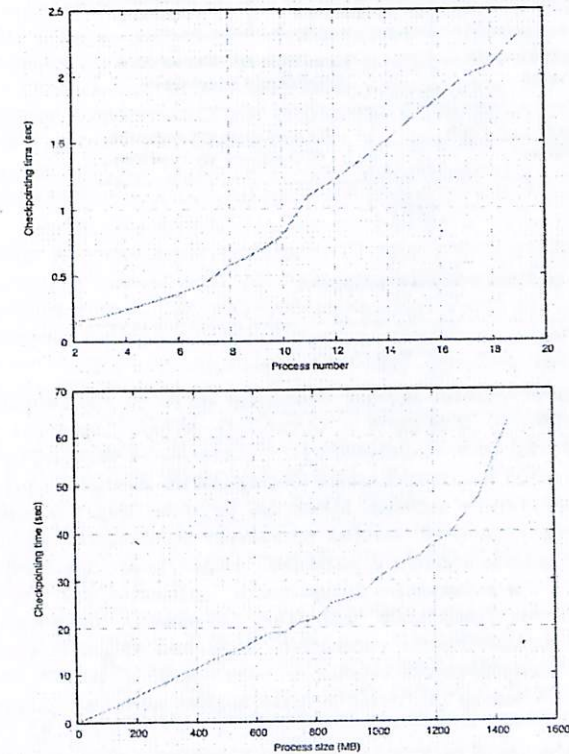 2.5
2
1.5
1
0.5
0
Checkpointing time (sec)
2 4 6 8 10 12 14 16 18 20
Process number
70
60
50
40
30
20
10
0
Checkpointing time (sec)
0 200 400 600 800 1000 1200 1400 1600
Process size (MB)